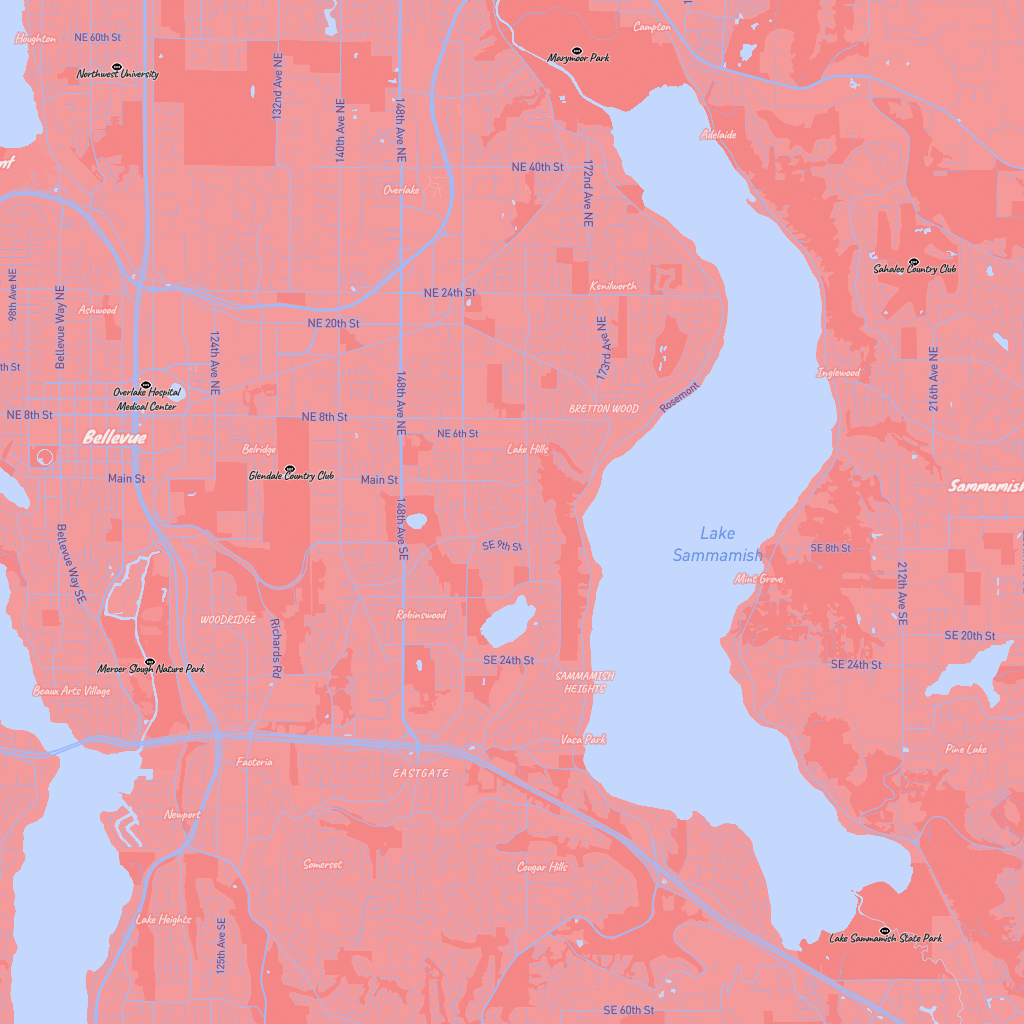 Houghton
NE 60th St
Northwest University
132nd Ave NE
140th Ave NE
148th Ave NE
Marymoor Park
Campton
Adelaide
nt
Overlake
NE 40th St
172nd Ave NE
Sahalee Country Club
98th Ave NE
Bellevue Way NE
Ashwood
NE 24th St
NE 20th St
Kenilworth
173rd Ave NE
124th Ave NE
th St
Overlake Hospital
Medical Center
148th Ave NE
Rosemont
Inglewood
216th Ave NE
NE 8th St
NE 8th St
BRETTON WOOD
Bellevue
Belridge
NE 6th St
Lake Hills
Main St
Glendale Country Club
Main St
Sammamish
Bellevue Way SE
148th Ave SE
SE 9th St
Lake
Sammamish
SE 8th St
Mint Grove
212th Ave SE
WOODRIDGE
Richards Rd
Robinswood
SE 20th St
Mercer Slough Nature Park
SE 24th St
SE 24th St
SAMMAMISH
HEIGHTS
Beaux Arts Village
Vasa Park
Pine Lake
Factoria
EASTGATE
Newport
Somerset
Cougar Hills
Lake Heights
125th Ave SE
Lake Sammamish State Park
SE 60th St